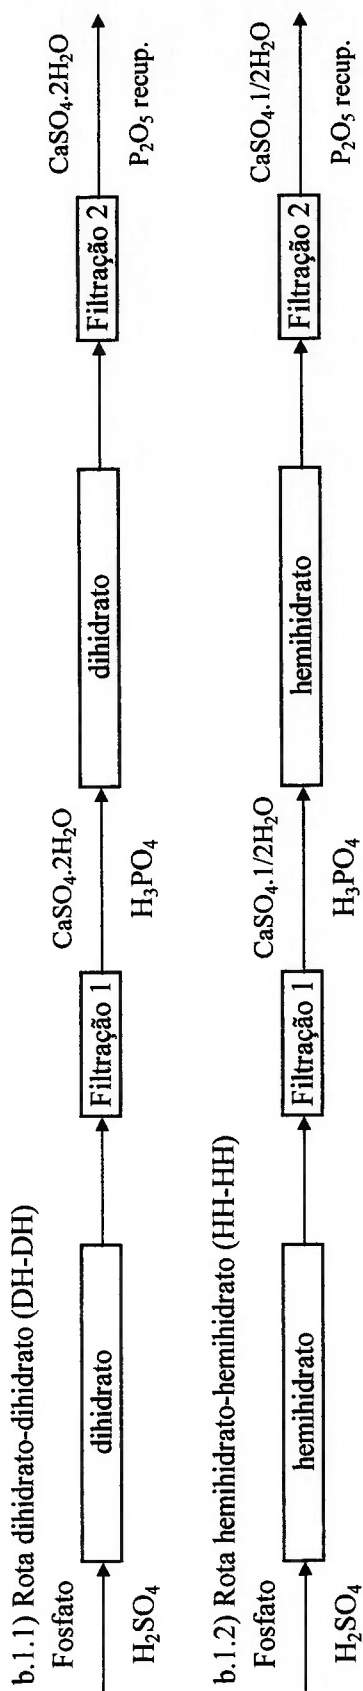 b.1.1) Rota dihidrato-dihidrato (DH-DH)
Fosfato
H₂SO₄
dihidrato
Filtração 1
CaSO₄.2H₂O
H₃PO₄
dihidrato
Filtração 2
CaSO₄.2H₂O
P₂O₅ recup.
b.1.2) Rota hemihidrato-hemihidrato (HH-HH)
Fosfato
H₂SO₄
hemihidrato
Filtração 1
CaSO₄.1/2H₂O
H₃PO₄
hemihidrato
Filtração 2
CaSO₄.1/2H₂O
P₂O₅ recup.